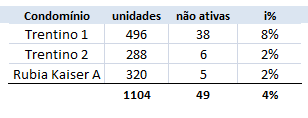 Condomínio unidades não ativas i%
Trentino 1 496 38 8%
Trentino 2 288 6 2%
Rubia Kaiser A 320 5 2%
1104 49 4%